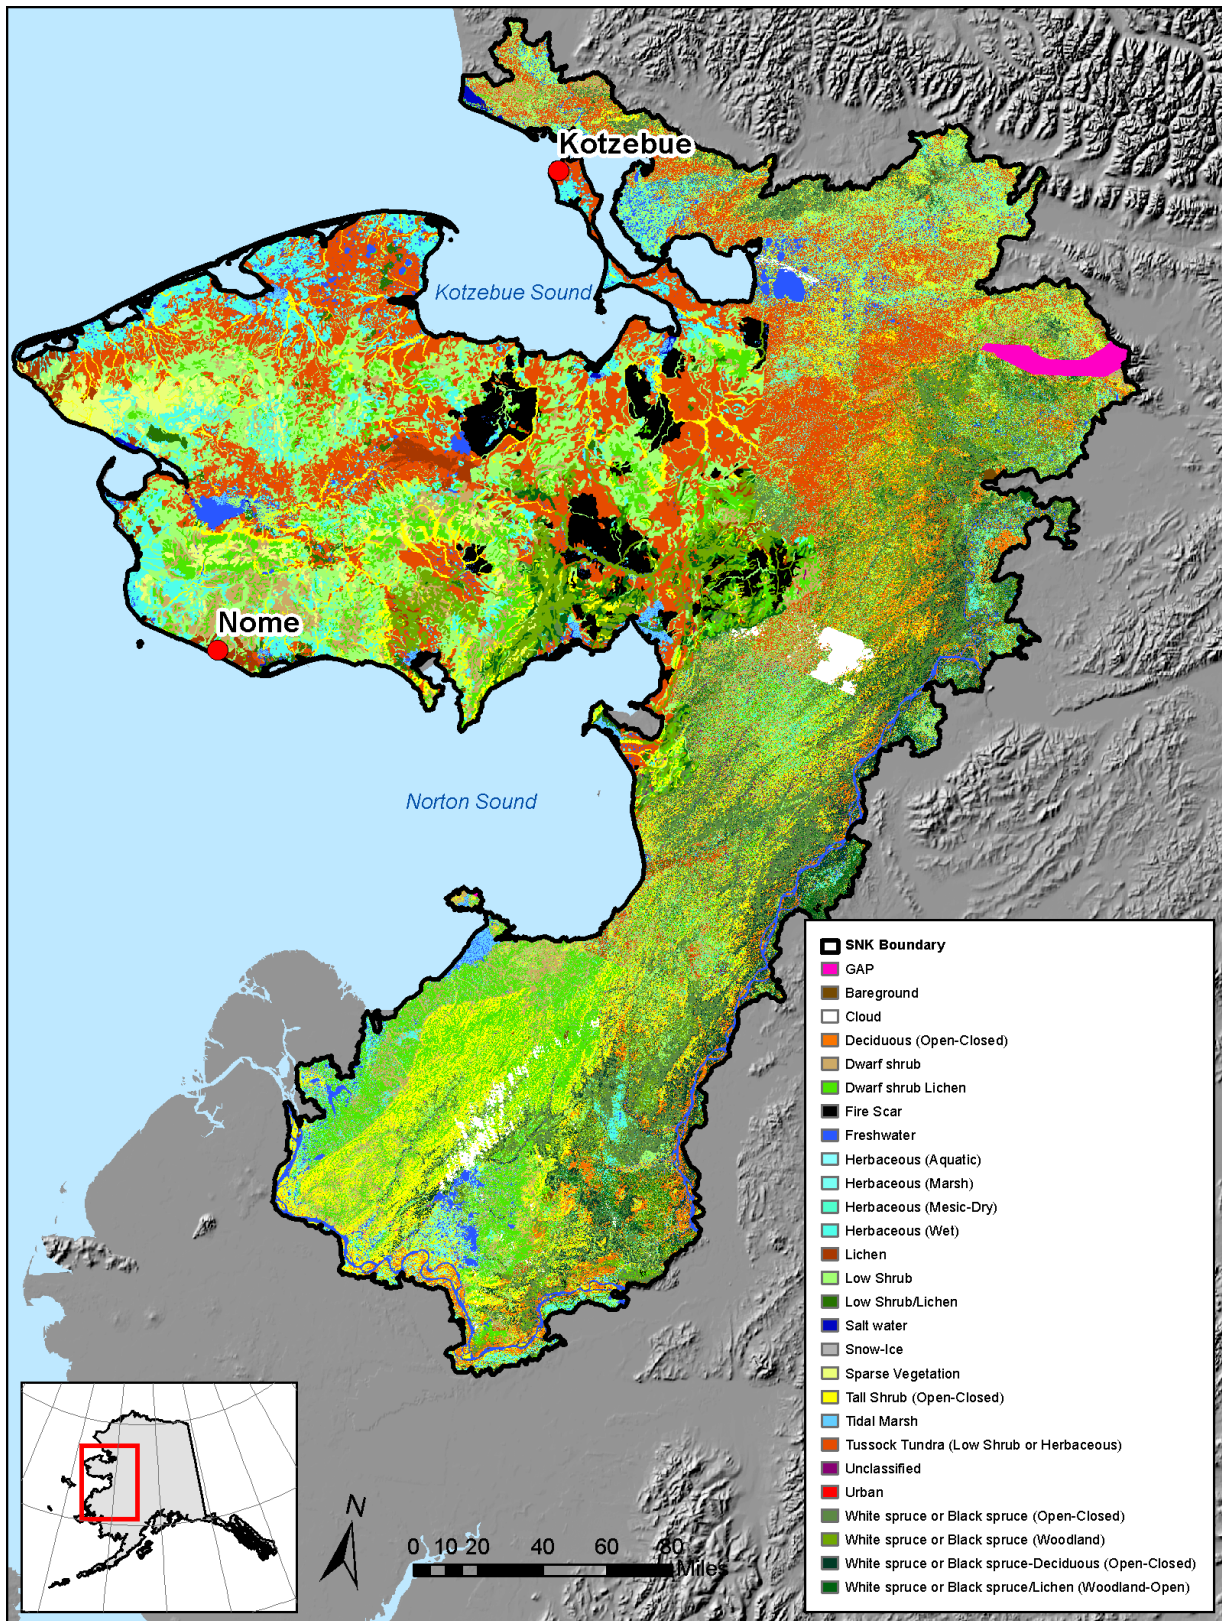 Kotzebue
Kotzebue Sound
Nome
Norton Sound
SNK Boundary
GAP
Bareground
Cloud
Deciduous (Open-Closed)
Dwarf shrub
Dwarf shrub Lichen
Fire Scar
Freshwater
Herbaceous (Aquatic)
Herbaceous (Marsh)
Herbaceous (Mesic-Dry)
Herbaceous (Wet)
Lichen
Low Shrub
Low Shrub/Lichen
Salt water
Snow-Ice
Sparse Vegetation
Tall Shrub (Open-Closed)
Tidal Marsh
Tussock Tundra (Low Shrub or Herbaceous)
Unclassified
Urban
White spruce or Black spruce (Open-Closed)
White spruce or Black spruce (Woodland)
White spruce or Black spruce-Deciduous (Open-Closed)
White spruce or Black spruce/Lichen (Woodland-Open)
N
0 10 20 40 60 80
Miles